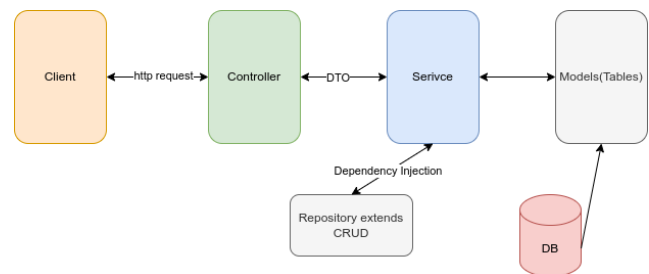 Client
http request
Controller
DTO
Serivce
Models(Tables)
Dependency Injection
Repository extends
CRUD
DB